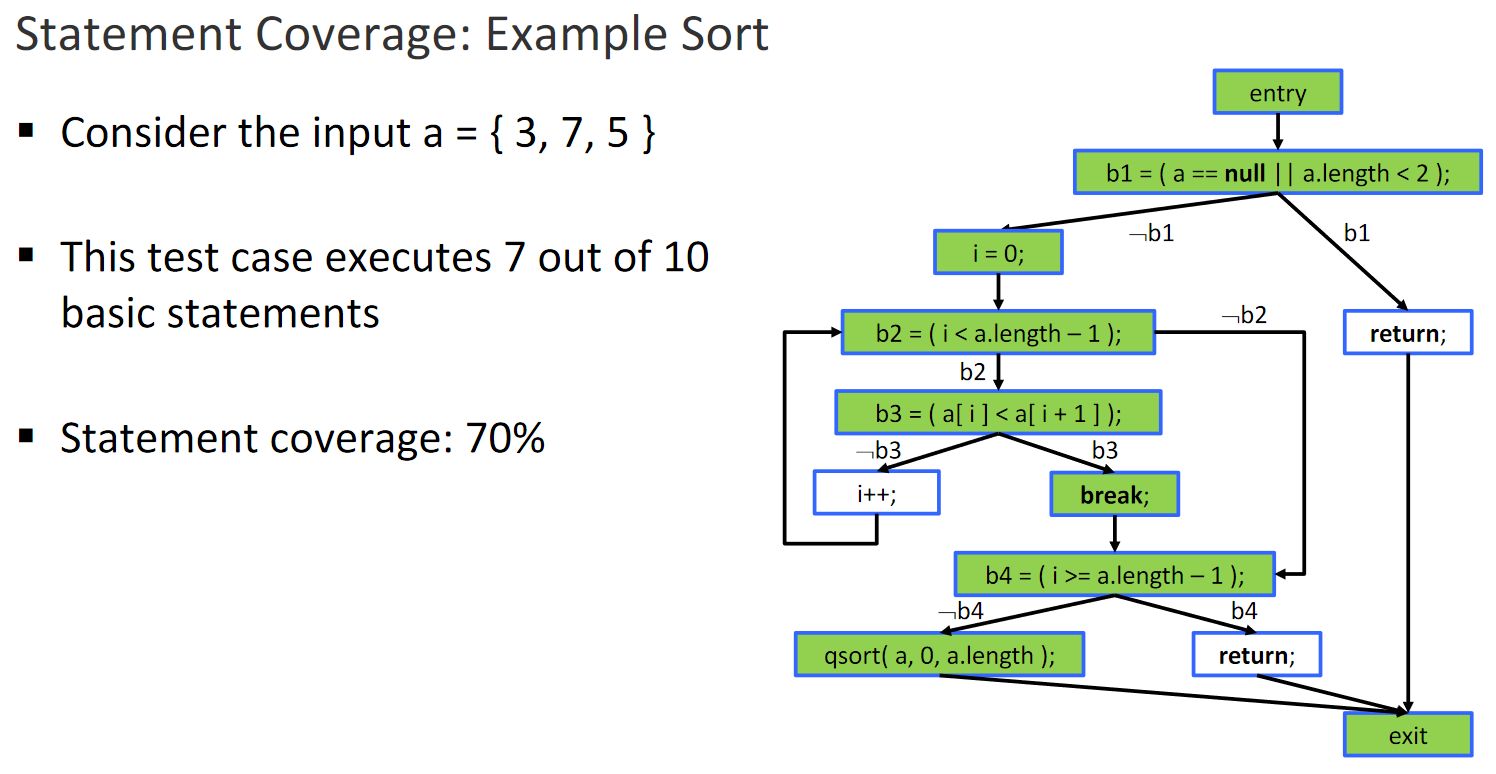 Statement Coverage: Example Sort
▪ Consider the input a = { 3, 7, 5 }
▪ This test case executes 7 out of 10
basic statements
▪ Statement coverage: 70%
entry
b1 = ( a == null || a.length < 2 );
¬b1
b1
i = 0;
b2 = ( i < a.length – 1 );
¬b2
return;
b2
b3 = ( a[ i ] < a[ i + 1 ] );
¬b3
b3
i++;
break;
b4 = ( i >= a.length – 1 );
¬b4
b4
qsort( a, 0, a.length );
return;
exit